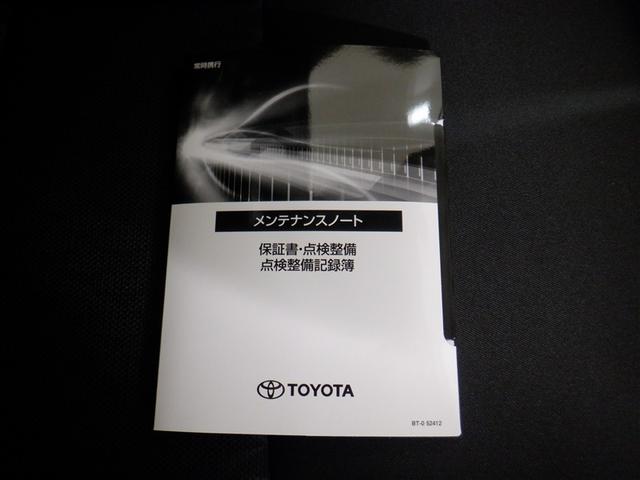 常時携行
メンテナンスノート
保証書・点検整備
点検整備記録簿
TOYOTA
BT-0 52412